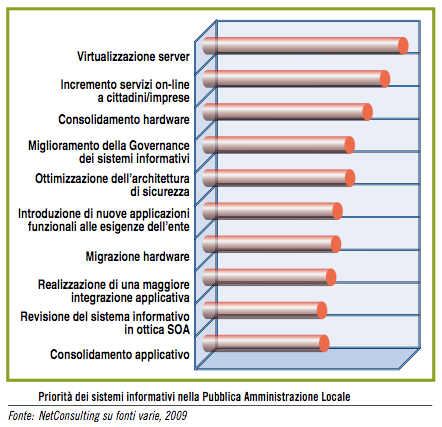 Virtualizzazione server
Incremento servizi on-line
a cittadini/imprese
Consolidamento hardware
Miglioramento della Governance
dei sistemi informativi
Ottimizzazione dell'architettura
di sicurezza
Introduzione di nuove applicazioni
funzionali alle esigenze dell'ente
Migrazione hardware
Realizzazione di una maggiore
integrazione applicativa
Revisione del sistema informativo
in ottica SOA
Consolidamento applicativo
Priorità dei sistemi informativi nella Pubblica Amministrazione Locale
Fonte: NetConsulting su fonti varie, 2009